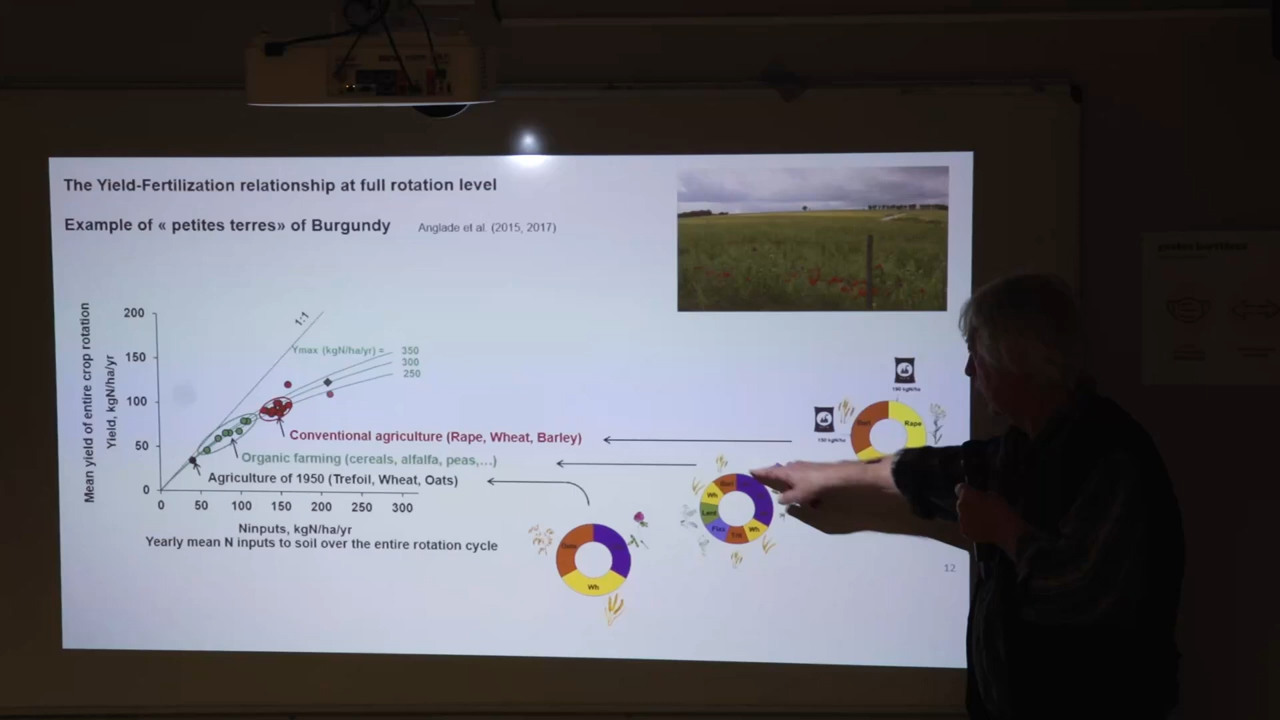 The Yield-Fertilization relationship at full rotation level
Example of « petites terres» of Burgundy
Anglade et al. (2015, 2017)
Mean yield of entire crop rotation
Yield, kgN/ha/yr
200
150
100
50
0
1:1
Ymax (kgN/ha/yr) =
350
300
250
Conventional agriculture (Rape, Wheat, Barley)
Organic farming (cereals, alfalfa, peas,...)
Agriculture of 1950 (Trefoil, Wheat, Oats)
0 50 100 150 200 250 300
Ninputs, kgN/ha/yr
Yearly mean N inputs to soil over the entire rotation cycle
Rape
Wh
Lent
Flax
Wh
Wh
12